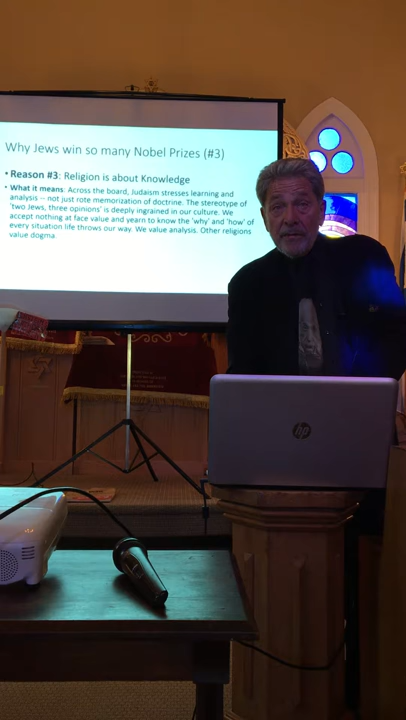 Why Jews win so many Nobel Prizes (#3)
• Reason #3: Religion is about Knowledge
• What it means: Across the board, Judaism stresses learning and
analysis – not just rote memorization of doctrine. The stereotype of
'two Jews, three opinions' is deeply ingrained in our culture. We
accept nothing at face value and yearn to know the 'why' and 'how' of
every situation life throws our way. We value analysis. Other religions
value dogma.
hp